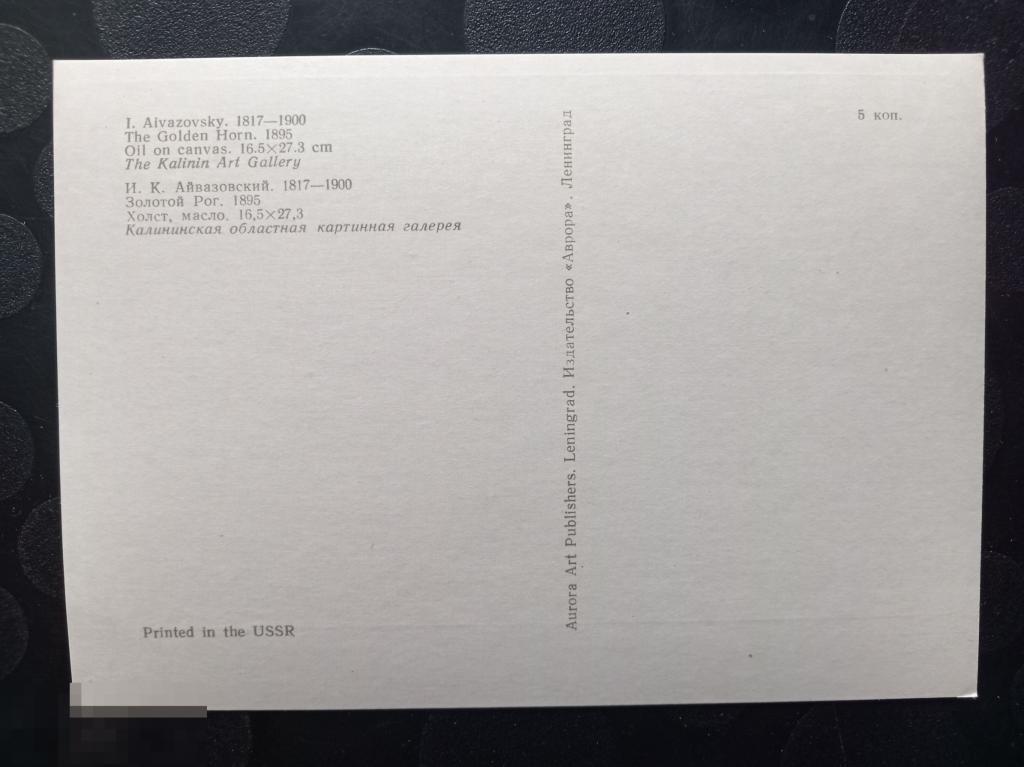 I. Aivazovsky. 1817—1900
The Golden Horn. 1895
Oil on canvas. 16.5×27.3 cm
The Kalinin Art Gallery
И. К. Айвазовский. 1817—1900
Золотой Рог. 1895
Холст, масло. 16,5×27,3
Калининская областная картинная галерея
Printed in the USSR
Aurora Art Publishers. Leningrad. Издательство «Аврора». Ленинград
5 коп.